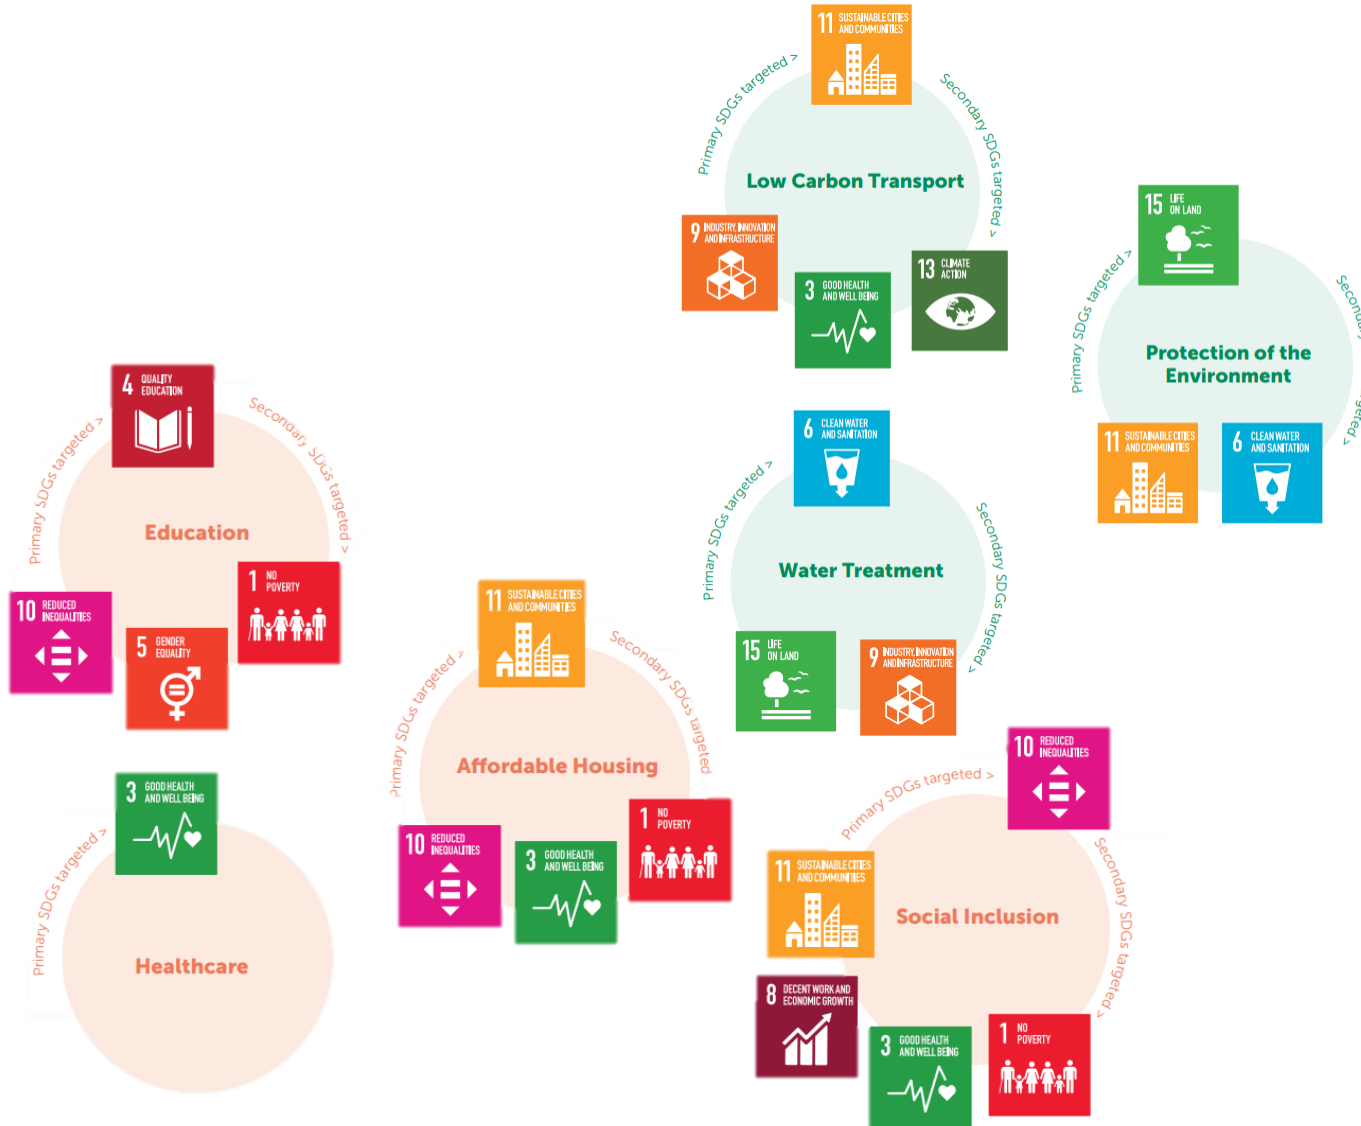 11 SUSTAINABLE CITIES
AND COMMUNITIES
Primary SDGs targeted >
Secondary SDGs targeted >
Low Carbon Transport
9 INDUSTRY, INNOVATION
AND INFRASTRUCTURE
3 GOOD HEALTH
AND WELL BEING
13 CLIMATE
ACTION
15 LIFE
ON LAND
Primary SDGs targeted >
Secondary
targeted >
Protection of the
Environment
11 SUSTAINABLE CITIES
AND COMMUNITIES
6 CLEAN WATER
AND SANITATION
4 QUALITY
EDUCATION
Primary SDGs targeted >
Secondary SDGs targeted >
Education
10 REDUCED
INEQUALITIES
5 GENDER
EQUALITY
1 NO
POVERTY
6 CLEAN WATER
AND SANITATION
Primary SDGs targeted >
Secondary SDGs targeted >
Water Treatment
15 LIFE
ON LAND
9 INDUSTRY, INNOVATION
AND INFRASTRUCTURE
11 SUSTAINABLE CITIES
AND COMMUNITIES
Primary SDGs targeted >
Secondary SDGs targeted
Affordable Housing
10 REDUCED
INEQUALITIES
3 GOOD HEALTH
AND WELL BEING
1 NO
POVERTY
3 GOOD HEALTH
AND WELL BEING
Primary SDGs targeted >
Healthcare
10 REDUCED
INEQUALITIES
Primary SDGs targeted >
Secondary SDGs targeted >
11 SUSTAINABLE CITIES
AND COMMUNITIES
Social Inclusion
8 DECENT WORK AND
ECONOMIC GROWTH
3 GOOD HEALTH
AND WELL BEING
1 NO
POVERTY